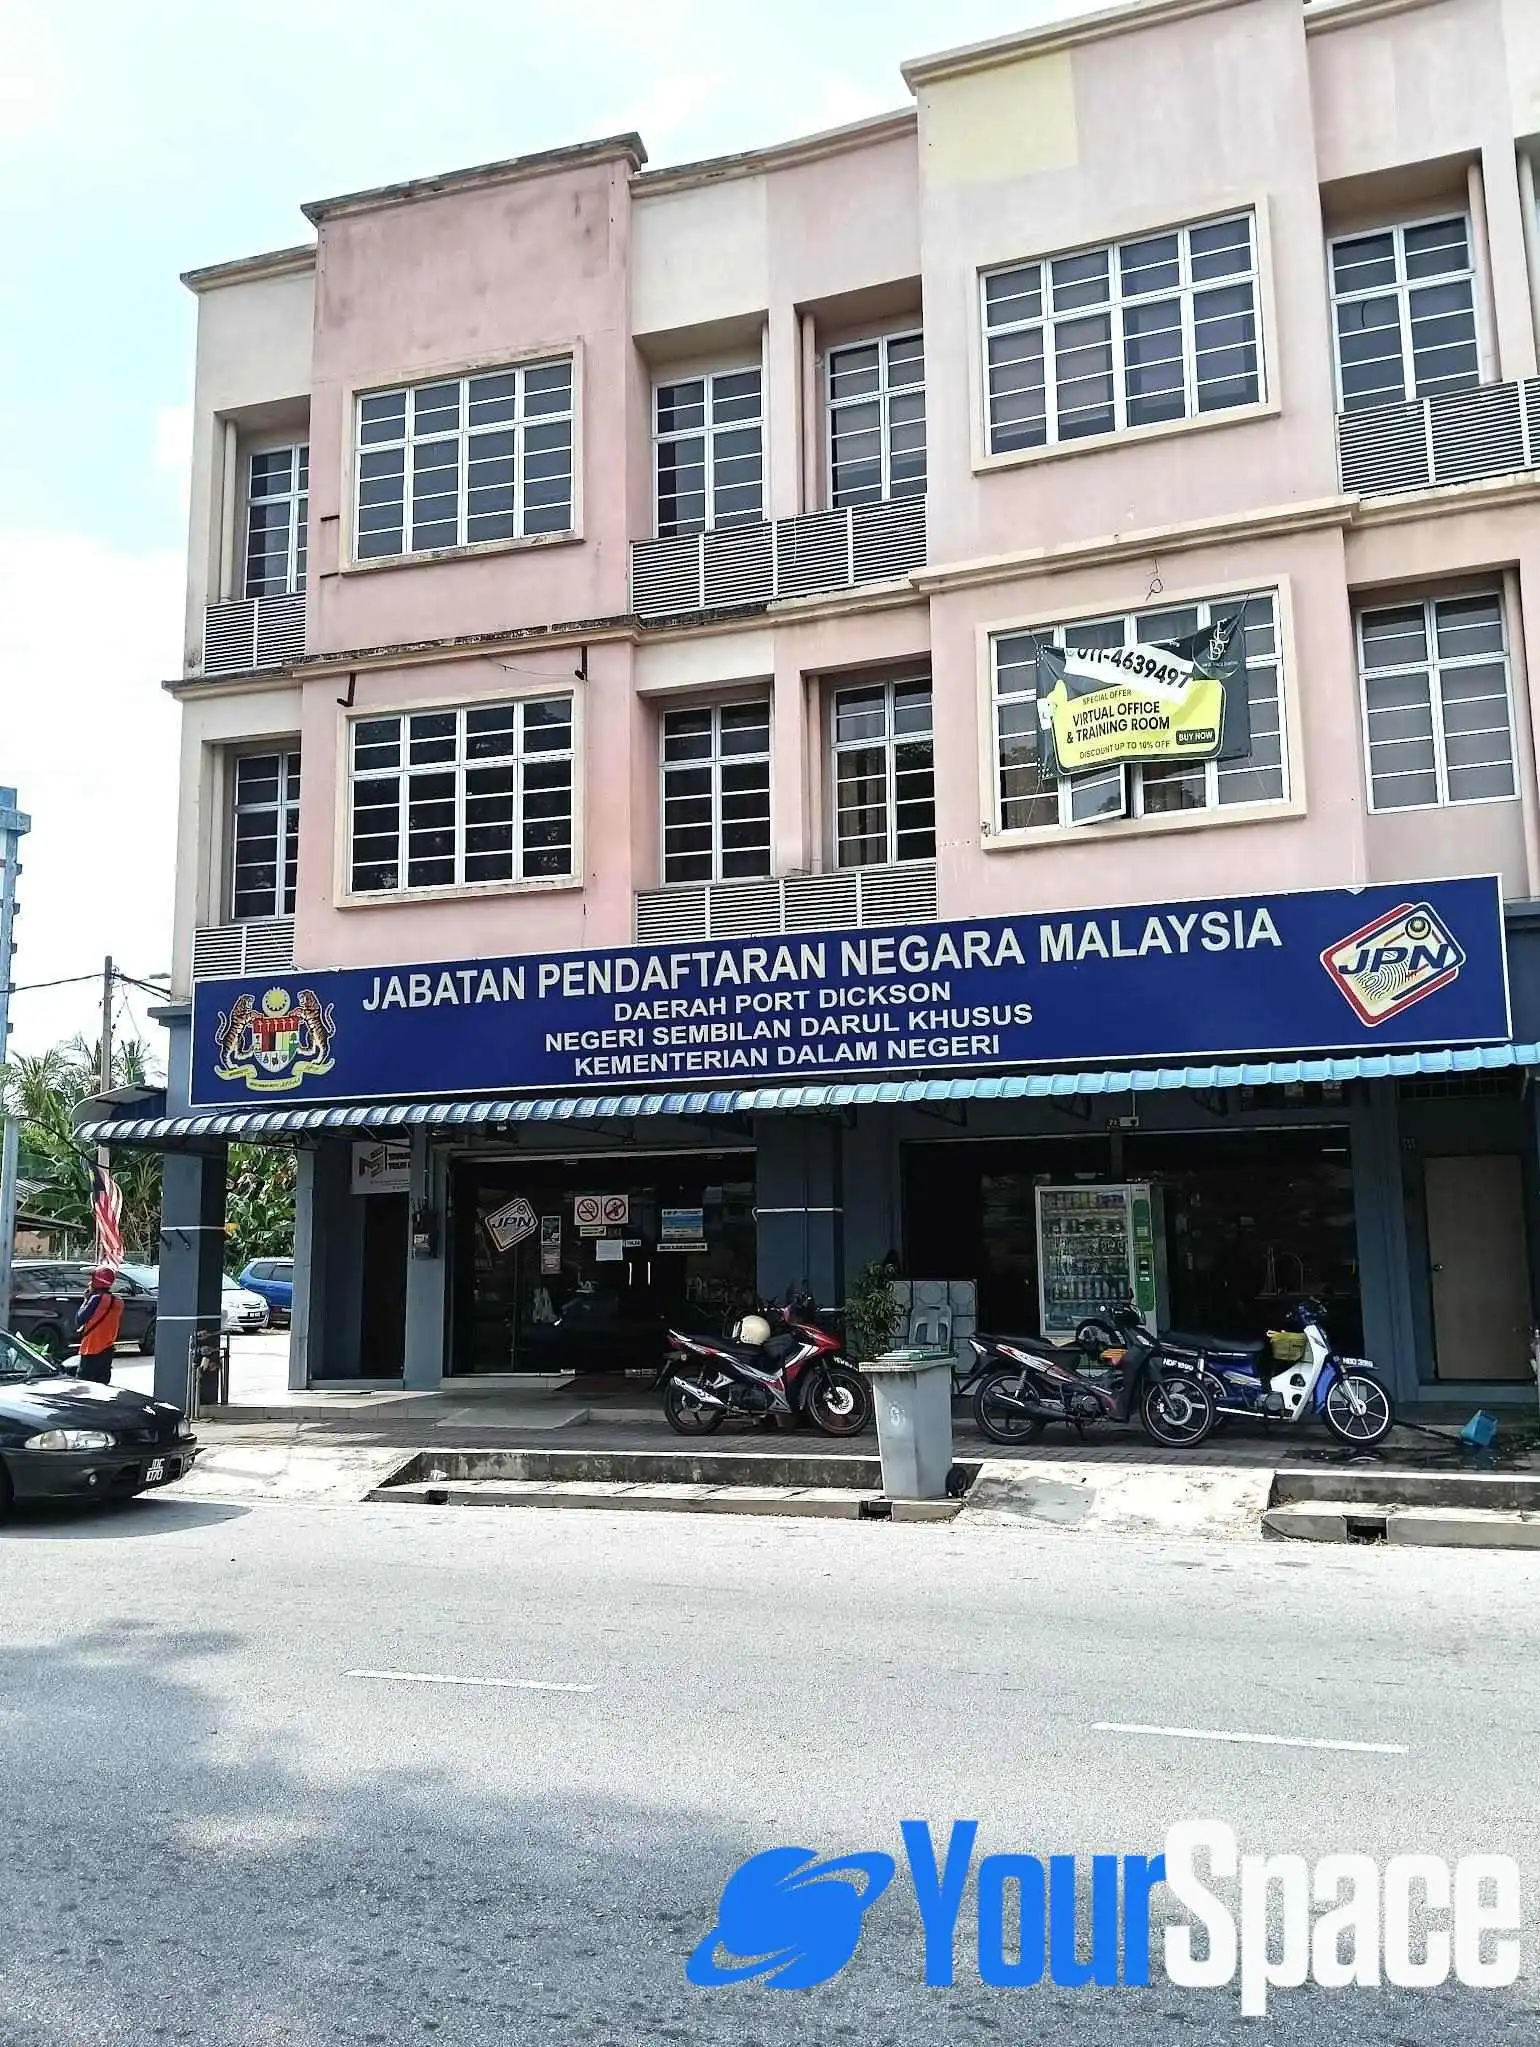 011-4639497
SPECIAL OFFER
VIRTUAL OFFICE
& TRAINING ROOM
BUY NOW
DISCOUNT UP TO 10% OFF
JABATAN PENDAFTARAN NEGARA MALAYSIA
DAERAH PORT DICKSON
NEGERI SEMBILAN DARUL KHUSUS
KEMENTERIAN DALAM NEGERI
JPN
JPN
YourSpace